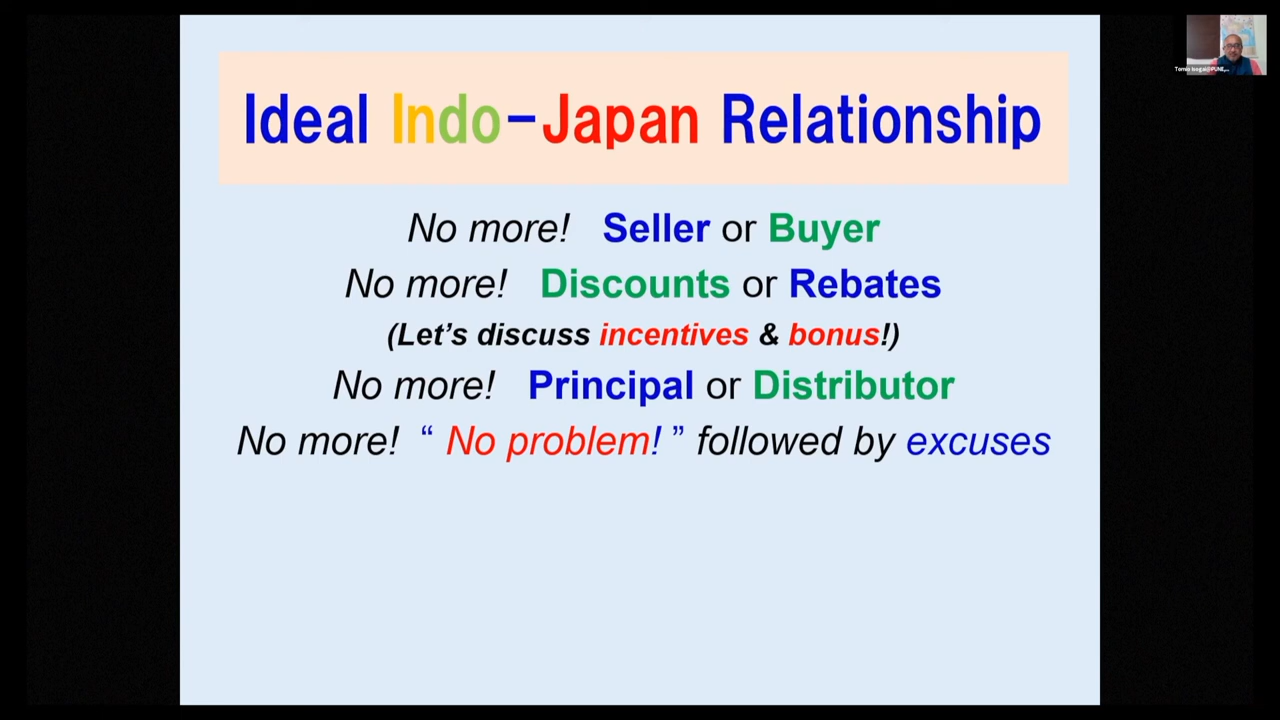 Ideal Indo-Japan Relationship
No more! Seller or Buyer
No more! Discounts or Rebates
(Let’s discuss incentives & bonus!)
No more! Principal or Distributor
No more! “ No problem! ” followed by excuses